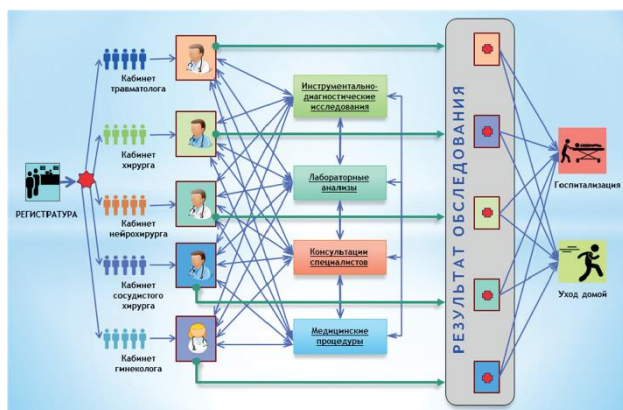 РЕГИСТРАТУРА
Кабинет
травматолога
Кабинет
хирурга
Кабинет
нейрохирурга
Кабинет
сосудистого
хирурга
Кабинет
гинеколога
Инструментально-
диагностические
исследования
Лабораторные
анализы
Консультации
специалистов
Медицинские
процедуры
РЕЗУЛЬТАТ ОБСЛЕДОВАНИЯ
Госпитализация
Уход домой